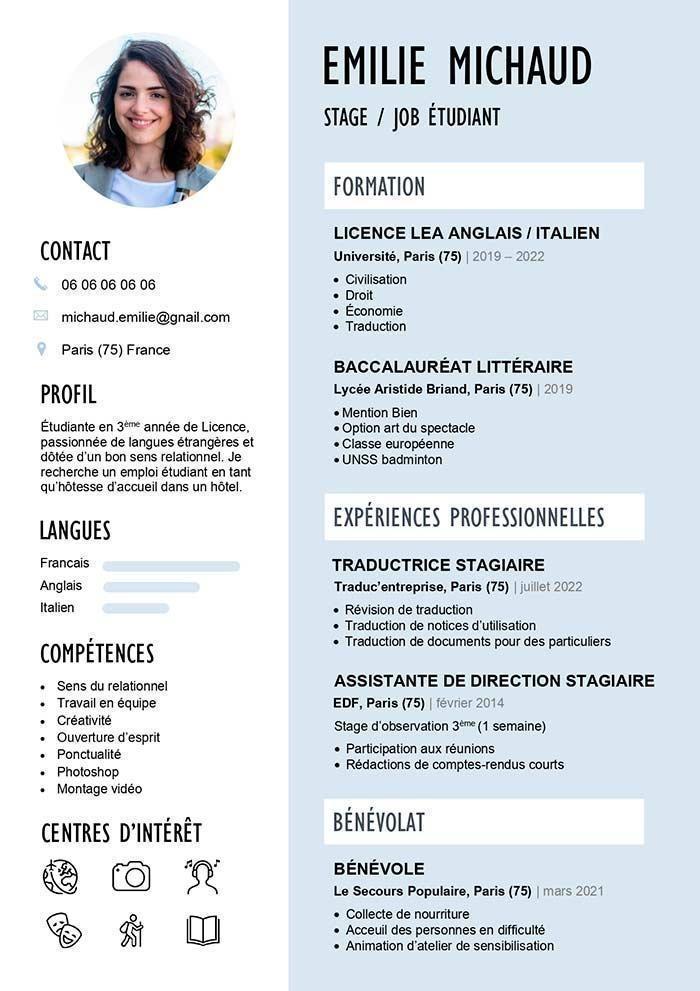 EMILIE MICHAUD
STAGE / JOB ÉTUDIANT
CONTACT
06 06 06 06 06
michaud.emilie@gnail.com
Paris (75) France
PROFIL
Étudiante en 3ème année de Licence,
passionnée de langues étrangères et
dôtée d'un bon sens relationnel. Je
recherche un emploi étudiant en tant
qu'hôtesse d'accueil dans un hôtel.
LANGUES
Francais
Anglais
Italien
COMPÉTENCES
• Sens du relationnel
• Travail en équipe
• Créativité
• Ouverture d'esprit
• Ponctualité
• Photoshop
• Montage vidéo
CENTRES D'INTÉRÊT
FORMATION
LICENCE LEA ANGLAIS / ITALIEN
Université, Paris (75) | 2019 – 2022
• Civilisation
• Droit
• Économie
• Traduction
BACCALAURÉAT LITTÉRAIRE
Lycée Aristide Briand, Paris (75) | 2019
• Mention Bien
• Option art du spectacle
• Classe européenne
• UNSS badminton
EXPÉRIENCES PROFESSIONNELLES
TRADUCTRICE STAGIAIRE
Traduc'entreprise, Paris (75) | juillet 2022
• Révision de traduction
• Traduction de notices d'utilisation
• Traduction de documents pour des particuliers
ASSISTANTE DE DIRECTION STAGIAIRE
EDF, Paris (75) | février 2014
Stage d'observation 3ème (1 semaine)
• Participation aux réunions
• Rédactions de comptes-rendus courts
BÉNÉVOLAT
BÉNÉVOLE
Le Secours Populaire, Paris (75) | mars 2021
• Collecte de nourriture
• Acceuil des personnes en difficulté
• Animation d'atelier de sensibilisation